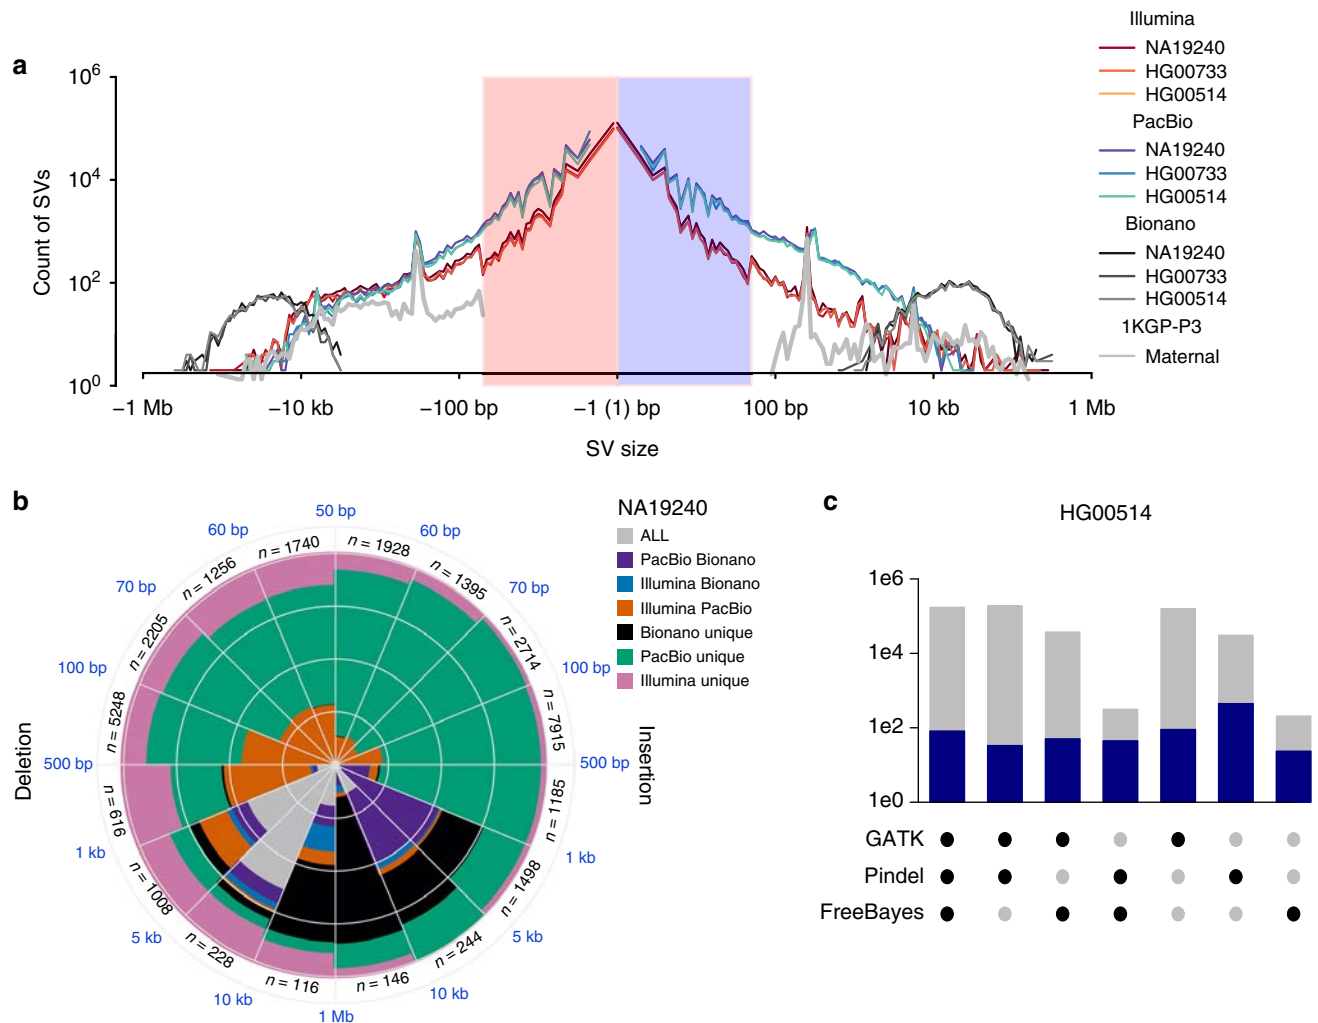 a
Illumina
NA19240
HG00733
HG00514
PacBio
NA19240
HG00733
HG00514
Bionano
NA19240
HG00733
HG00514
1KGP-P3
Maternal
Count of SVs
10^6
10^4
10^2
10^0
−1 Mb
−10 kb
−100 bp
−1 (1) bp
100 bp
10 kb
1 Mb
SV size
b
Deletion
Insertion
50 bp
60 bp
70 bp
100 bp
500 bp
1 kb
5 kb
10 kb
1 Mb
10 kb
5 kb
1 kb
500 bp
100 bp
70 bp
60 bp
n = 1928
n = 1395
n = 2714
n = 7915
n = 1185
n = 1498
n = 244
n = 146
n = 116
n = 228
n = 1008
n = 616
n = 5248
n = 2205
n = 1256
n = 1740
NA19240
ALL
PacBio Bionano
Illumina Bionano
Illumina PacBio
Bionano unique
PacBio unique
Illumina unique
c
HG00514
1e6
1e4
1e2
1e0
GATK
Pindel
FreeBayes